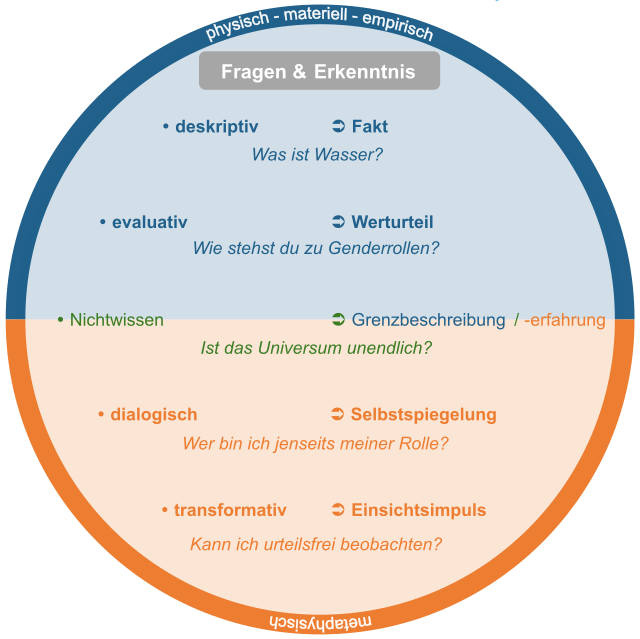 physisch - materiell - empirisch
Fragen & Erkenntnis
• deskriptiv ➲ Fakt
Was ist Wasser?
• evaluativ ➲ Werturteil
Wie stehst du zu Genderrollen?
• Nichtwissen ➲ Grenzbeschreibung / -erfahrung
Ist das Universum unendlich?
• dialogisch ➲ Selbstspiegelung
Wer bin ich jenseits meiner Rolle?
• transformativ ➲ Einsichtsimpuls
Kann ich urteilsfrei beobachten?
metaphysisch